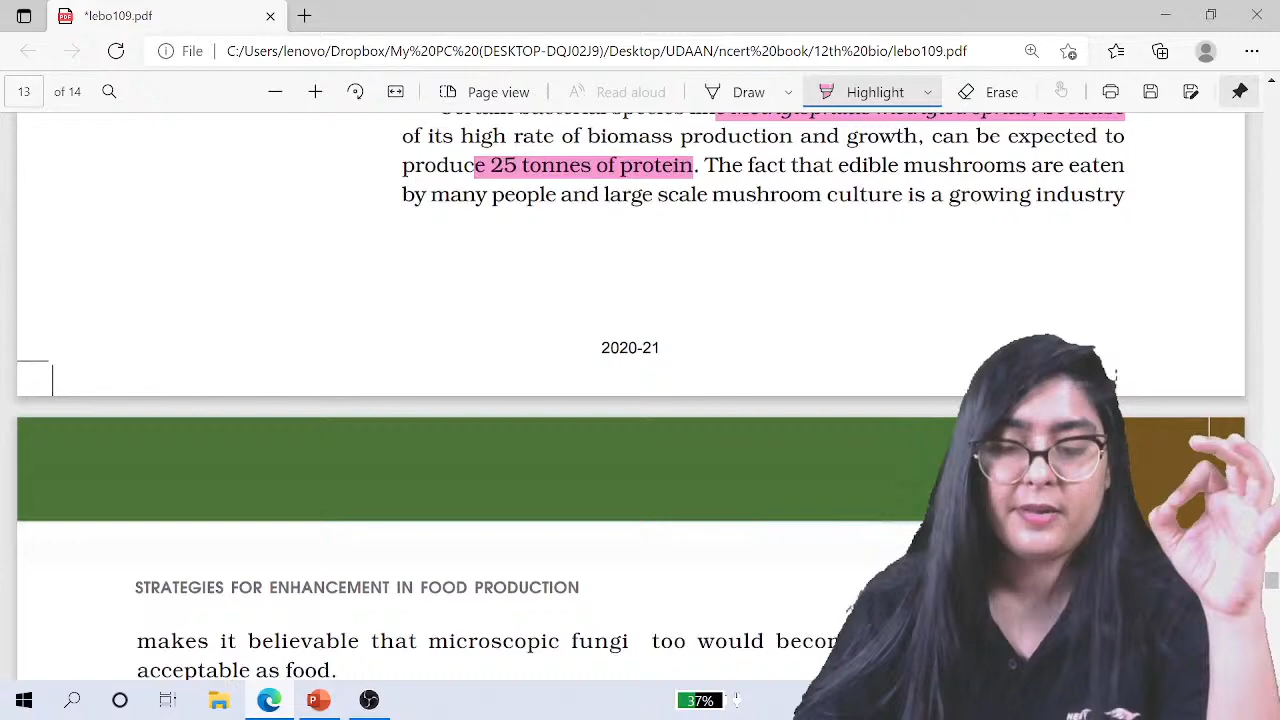 *lebo109.pdf
File C:/Users/lenovo/Dropbox/My%20PC%20(DESKTOP-DQJ02J9)/Desktop/UDAAN/ncert%20book/12th%20bio/lebo109.pdf
13 of 14 Page view Read aloud Draw Highlight Erase
of its high rate of biomass production and growth, can be expected to
produce 25 tonnes of protein. The fact that edible mushrooms are eaten
by many people and large scale mushroom culture is a growing industry
2020-21
STRATEGIES FOR ENHANCEMENT IN FOOD PRODUCTION
makes it believable that microscopic fungi too would
acceptable as food.
37%